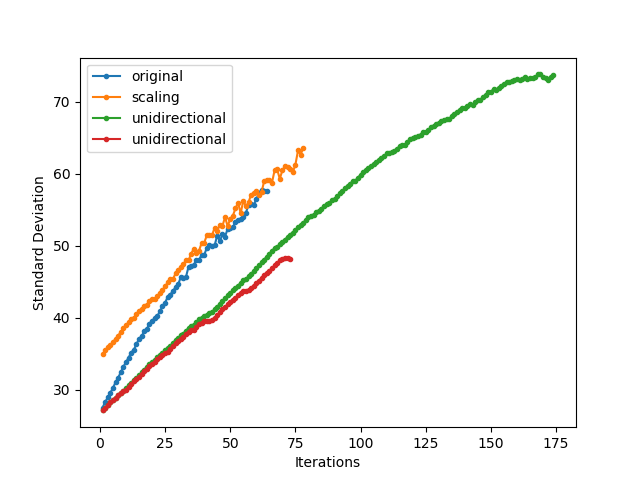 original
scaling
unidirectional
unidirectional
70
60
50
40
30
Standard Deviation
0 25 50 75 100 125 150 175
Iterations